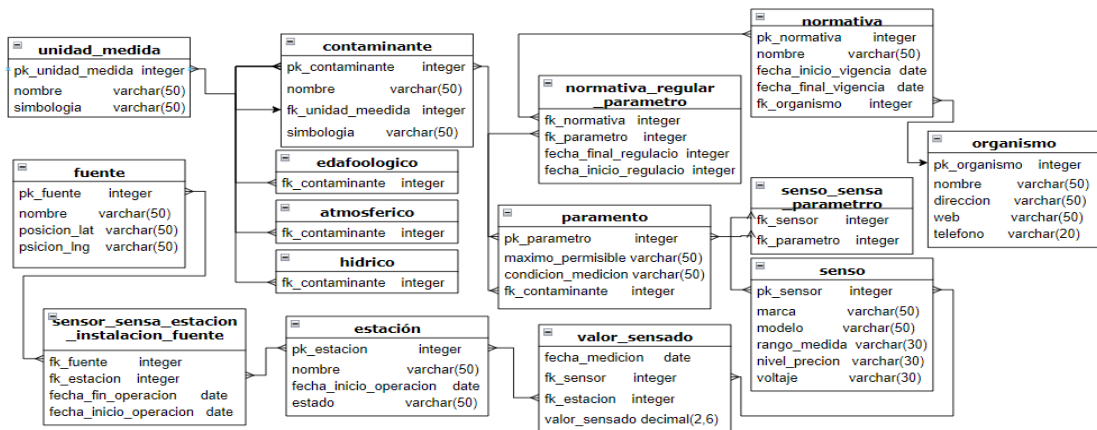 unidad_medida
pk_unidad_medida integer
nombre varchar(50)
simbologia varchar(50)
contaminante
pk_contaminante integer
nombre varchar(50)
fk_unidad_meedida integer
simbologia varchar(50)
edafoologico
fk_contaminante integer
atmosferico
fk_contaminante integer
hidrico
fk_contaminante integer
normativa_regular
_parametro
fk_normativa integer
fk_parametro integer
fecha_final_regulacio integer
fecha_inicio_regulacio integer
normativa
pk_normativa integer
nombre varchar(50)
fecha_inicio_vigencia date
fecha_final_vigencia date
fk_organismo integer
organismo
pk_organismo integer
nombre varchar(50)
direccion varchar(50)
web varchar(50)
telefono varchar(20)
fuente
pk_fuente integer
nombre varchar(50)
posicion_lat varchar(50)
psicion_lng varchar(50)
paramento
pk_parametro integer
maximo_permisible varchar(50)
condicion_medicion varchar(50)
fk_contaminante integer
senso_sensa
_parametrro
fk_sensor integer
fk_parametro integer
senso
pk_sensor integer
marca varchar(50)
modelo varchar(50)
rango_medida varchar(30)
nivel_precion varchar(30)
voltaje varchar(30)
sensor_sensa_estacion
_instalacion_fuente
fk_fuente integer
fk_estacion integer
fecha_fin_operacion date
fecha_inicio_operacion date
estación
pk_estacion integer
nombre varchar(50)
fecha_inicio_operacion date
estado varchar(50)
valor_sensado
fecha_medicion date
fk_sensor integer
fk_estacion integer
valor_sensado decimal(2,6)